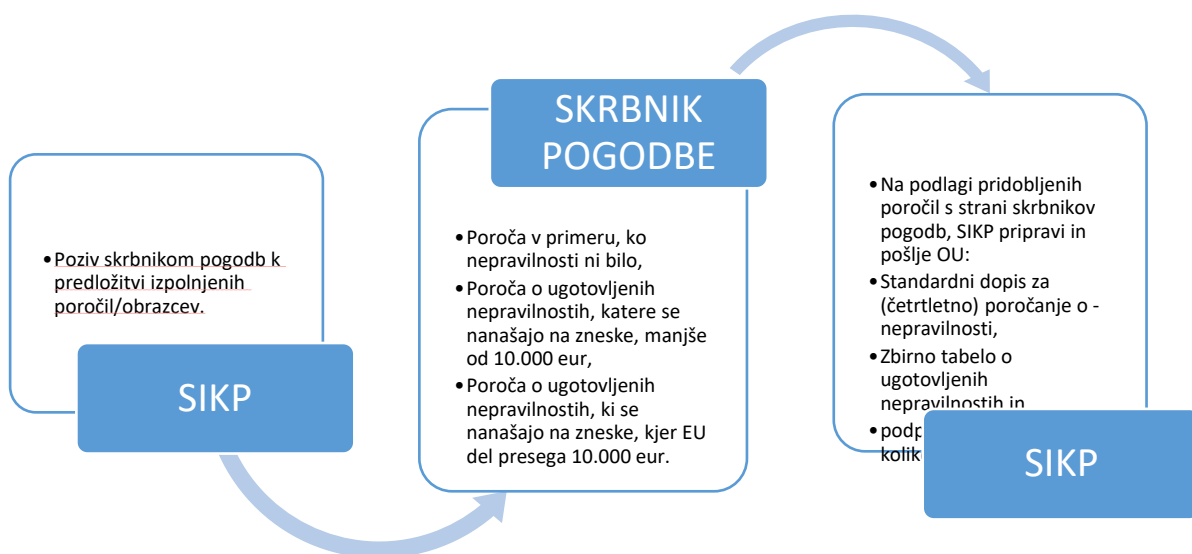 • Poziv skrbnikom pogodb k
predložitvi izpolnjenih
poročil/obrazcev.
SIKP
SKRBNIK
POGODBE
• Poroča v primeru, ko
nepravilnosti ni bilo,
• Poroča o ugotovljenih
nepravilnostih, katere se
nanašajo na zneske, manjše
od 10.000 eur,
• Poroča o ugotovljenih
nepravilnostih, ki se
nanašajo na zneske, kjer EU
del presega 10.000 eur.
• Na podlagi pridobljenih
poročil s strani skrbnikov
pogodb, SIKP pripravi in
pošlje OU:
• Standardni dopis za
(četrtletno) poročanje o -
nepravilnosti,
• Zbirno tabelo o
ugotovljenih
nepravilnostih in
•
SIKP